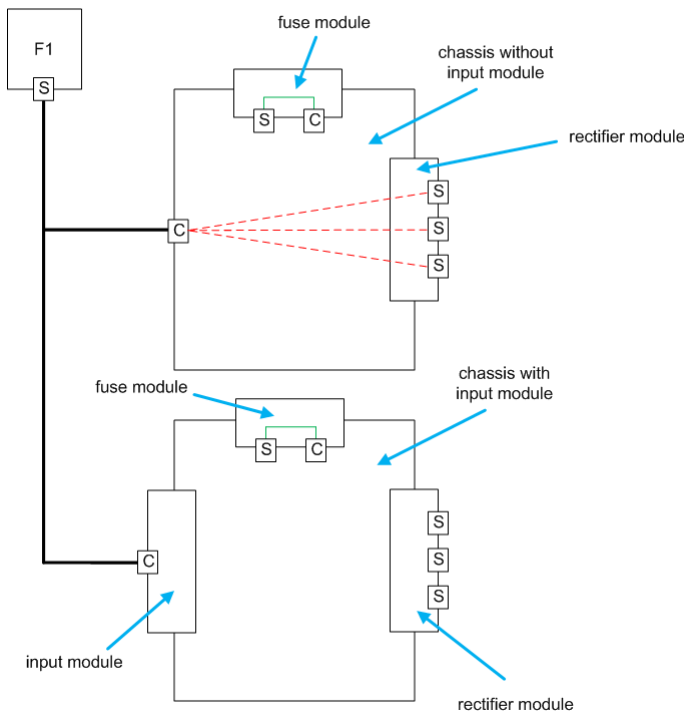 fuse module
F1
chassis without
input module
S
S
C
rectifier module
S
C
S
S
chassis with
input module
fuse module
S
C
S
C
S
S
input module
rectifier module